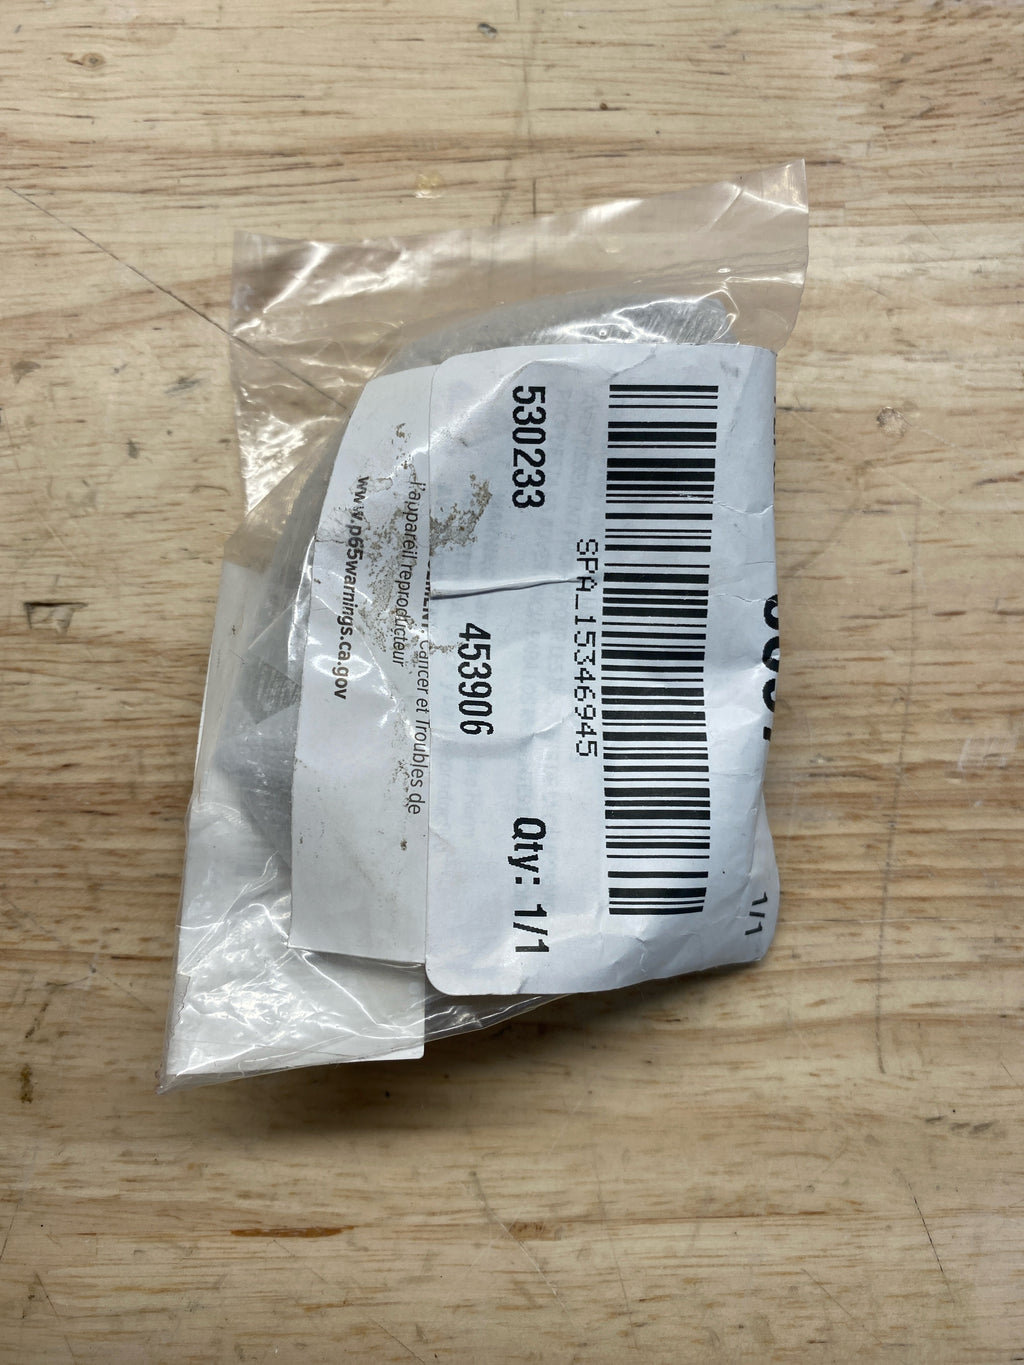 SPA_15346945
530233
Qty: 1/1
453906
Cancer et Troubles de
l'appareil reproducteur
www.p65warnings.ca.gov
1/1